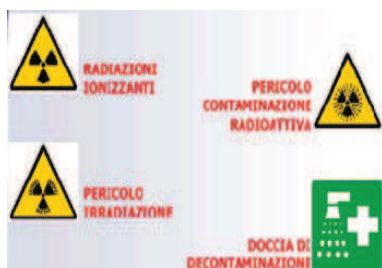 RADIAZIONI
IONIZZANTI
PERICOLO
CONTAMINAZIONE
RADIOATTIVA
PERICOLO
IRRADIAZIONE
DOCCIA DI
DECONTAMINAZIONE